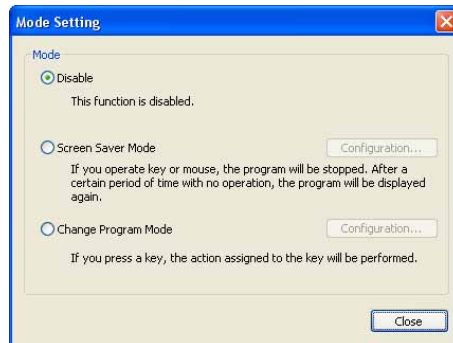 Mode Setting
Mode
Disable
This function is disabled.
Screen Saver Mode
Configuration...
If you operate key or mouse, the program will be stopped. After a
certain period of time with no operation, the program will be displayed
again.
Change Program Mode
Configuration...
If you press a key, the action assigned to the key will be performed.
Close